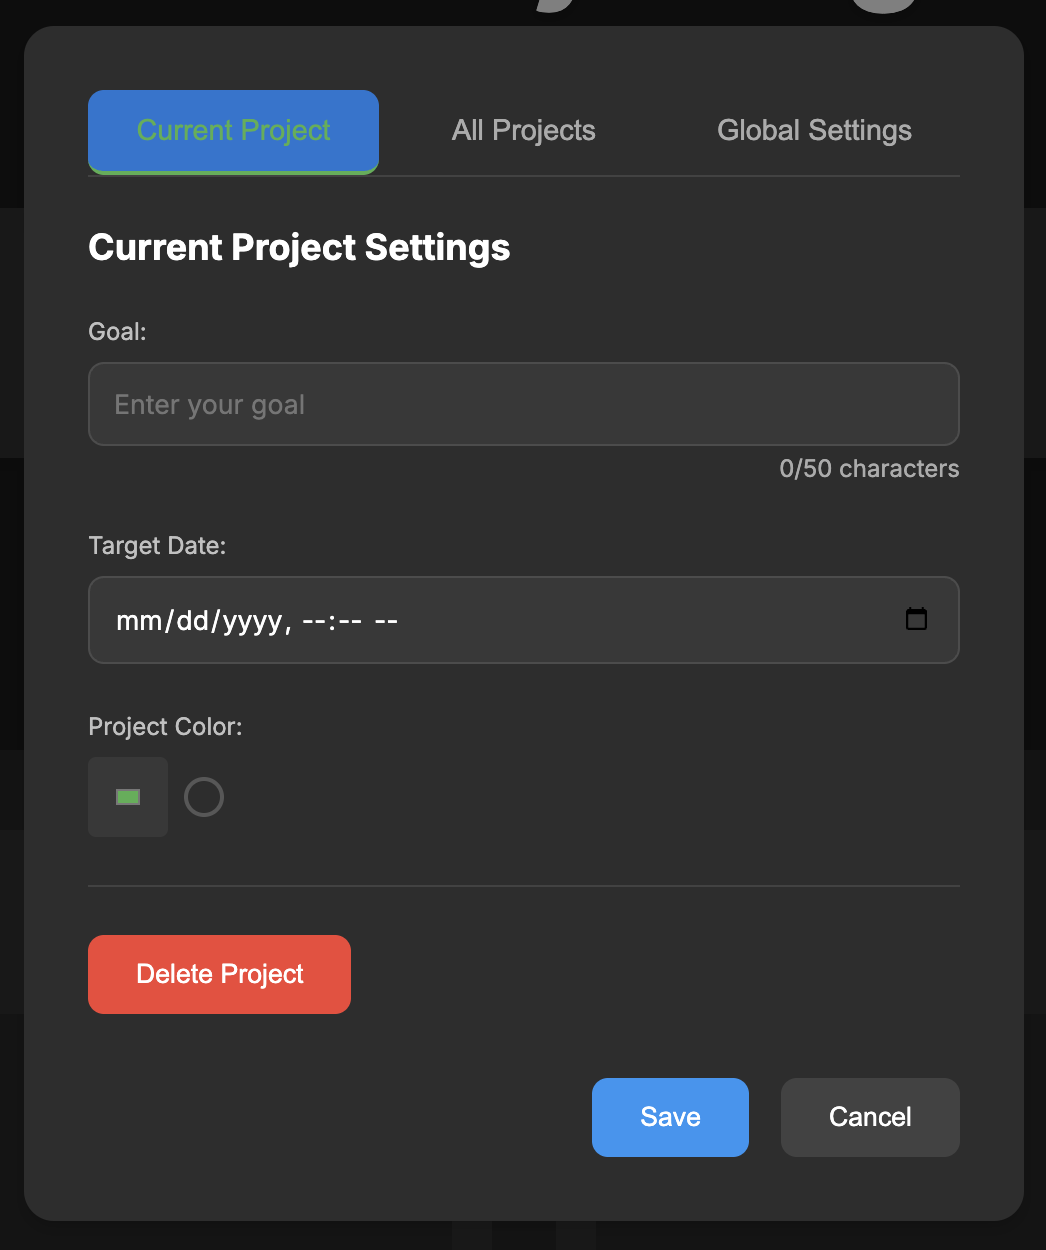 Current Project All Projects Global Settings
Current Project Settings
Goal:
Enter your goal
0/50 characters
Target Date:
mm/dd/yyyy, --:-- --
Project Color:
Delete Project
Save Cancel